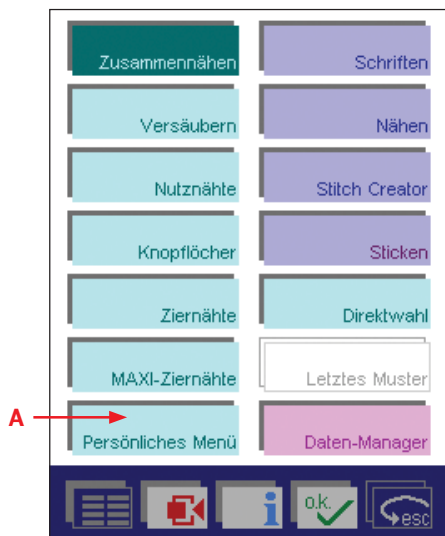 Zusammennähen
Schriften
Versäubern
Nähen
Nutznähte
Stitch Creator
Knopflöcher
Sticken
Ziernähte
Direktwahl
MAXI-Ziernähte
Letztes Muster
A
Persönliches Menü
Daten-Manager
i
o.k.
esc